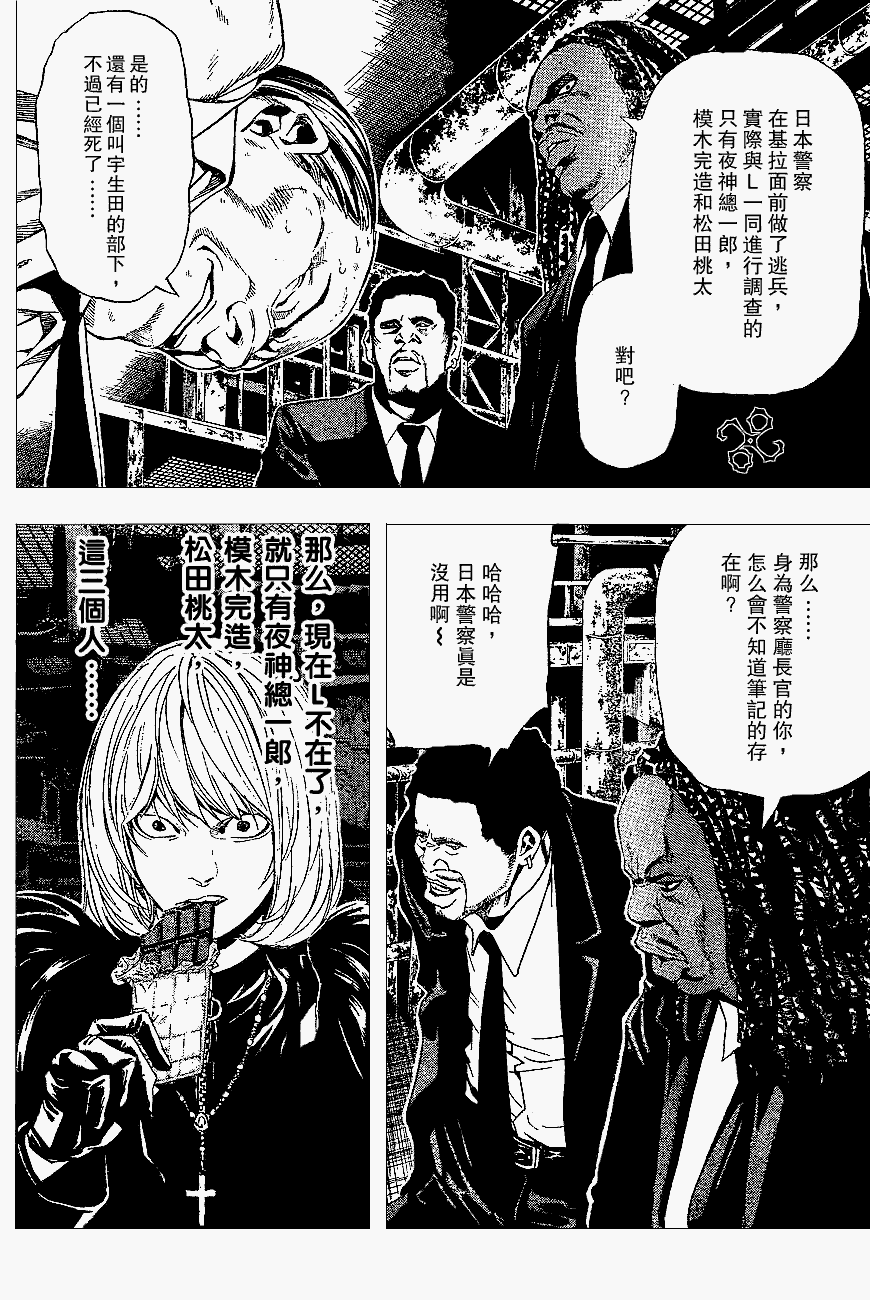 日本警察
在基拉面前做了逃兵，
實際與L一同進行調查的
只有夜神總一郎，
模木完造和松田桃太
對吧？
是的……
還有一個叫宇生田的部下，
不過已經死了……
那么……
身為警察廳長官的你，
怎么會不知道筆記的存
在啊？
哈哈哈，
日本警察眞是
沒用啊~
那么，現在L不在了，
就只有夜神總一郎，
模木完造，
松田桃太，
這三個人……